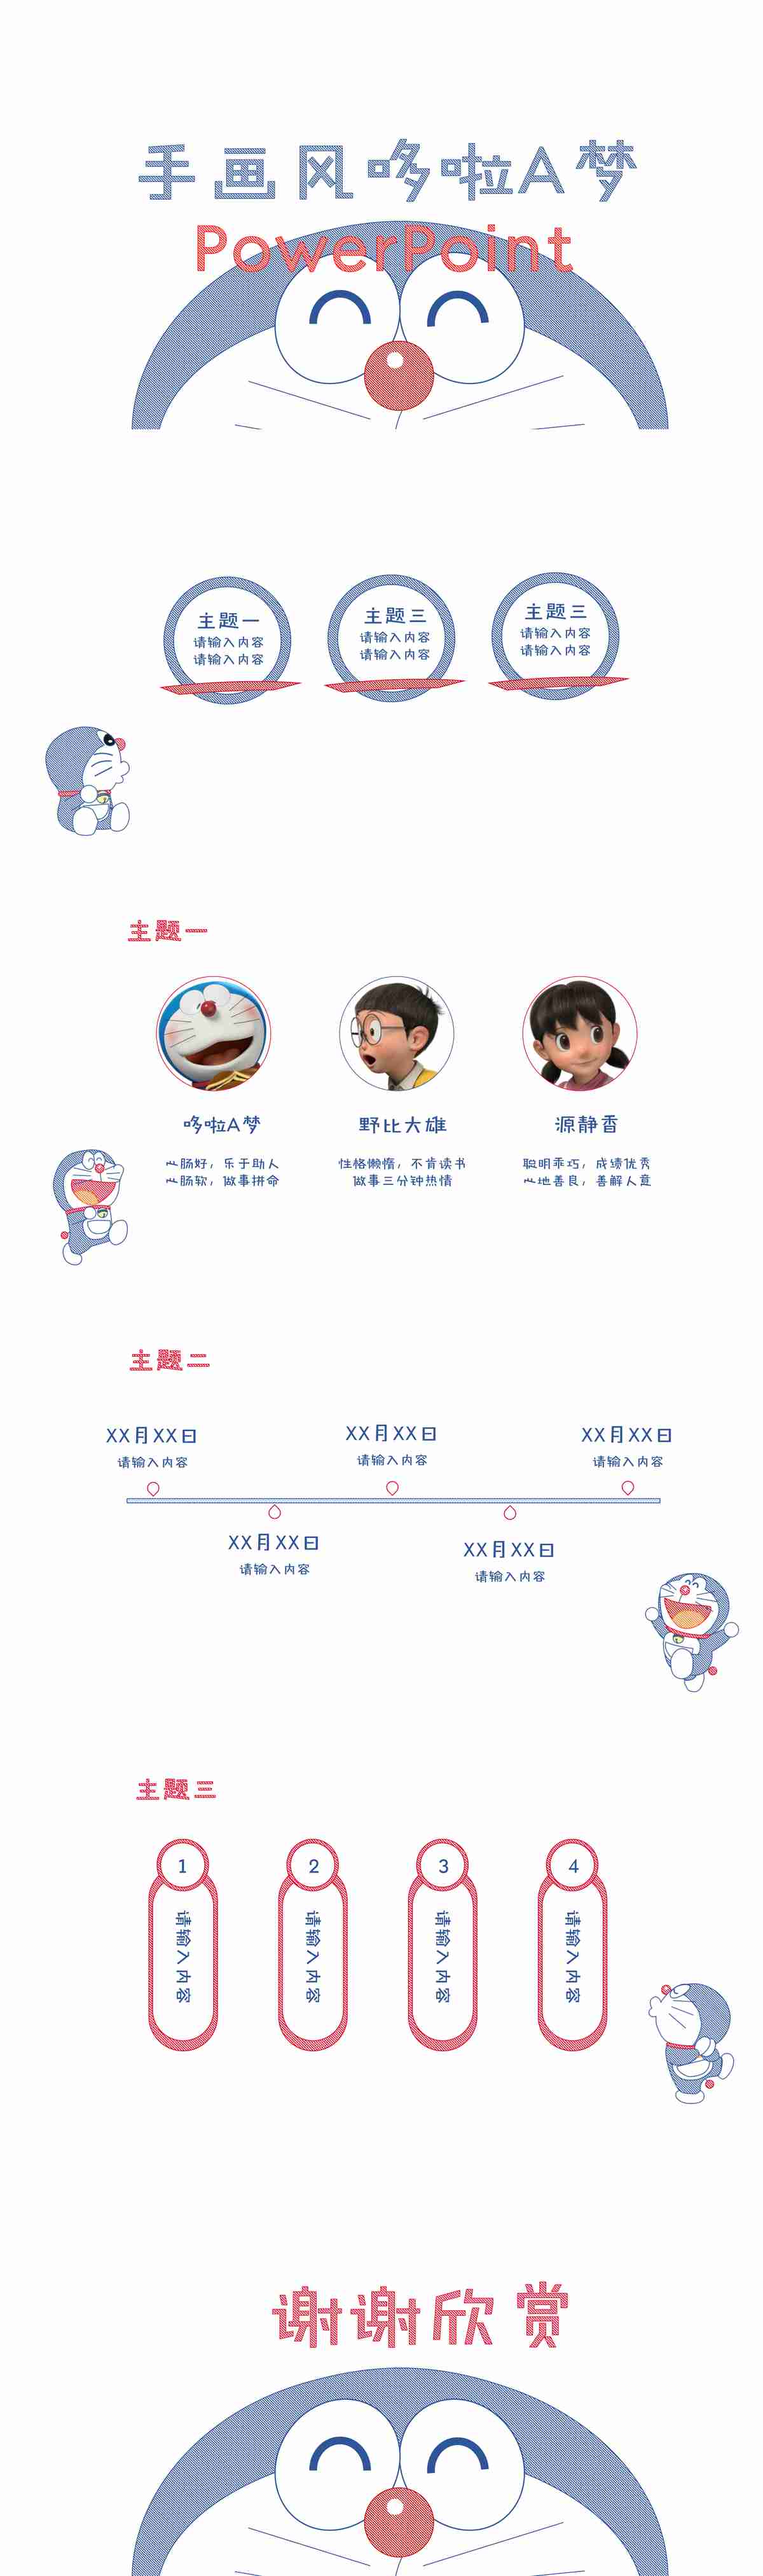 手画风哆啦A梦
PowerPoint
主题一
请输入内容
请输入内容
主题三
请输入内容
请输入内容
主题三
请输入内容
请输入内容
主题一
哆啦A梦
心肠好，乐于助人
心肠软，做事拼命
野比大雄
性格懒惰，不肯读书
做事三分钟热情
源静香
聪明乖巧，成绩优秀
心地善良，善解人意
主题二
XX月XX日
请输入内容
XX月XX日
请输入内容
XX月XX日
请输入内容
XX月XX日
请输入内容
XX月XX日
请输入内容
主题三
1
请输入内容
2
请输入内容
3
请输入内容
4
请输入内容
谢谢欣赏